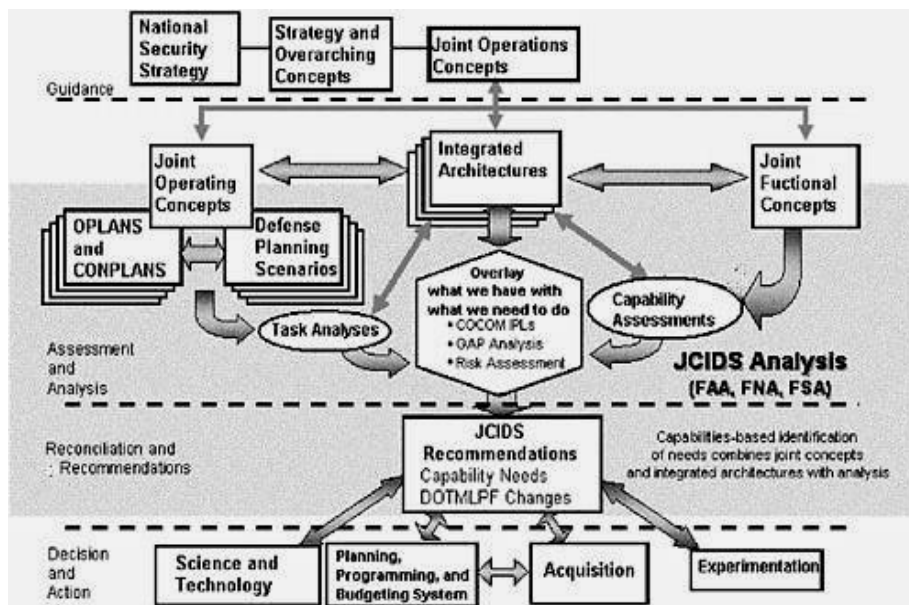 National
Security
Strategy
Strategy and
Overarching
Concepts
Joint Operations
Concepts
Guidance
Joint
Operating
Concepts
Integrated
Architectures
Joint
Fuctional
Concepts
OPLANS
and
CONPLANS
Defense
Planning
Scenarios
Overlay
what we have with
what we need to do
• COCOM IPLs
• GAP Analysis
• Risk Assessment
Task Analyses
Capability
Assessments
Assessment
and
Analysis
JCIDS Analysis
(FAA, FNA, FSA)
Reconciliation and
: Recommendations
JCIDS
Recommendations
Capability Needs
DOTMLPF Changes
Capabilities-based identification
of needs combines joint concepts
and integrated architectures with analysis
Decision
and
Action
Science and
Technology
Planning,
Programming, and
Budgeting System
Acquisition
Experimentation